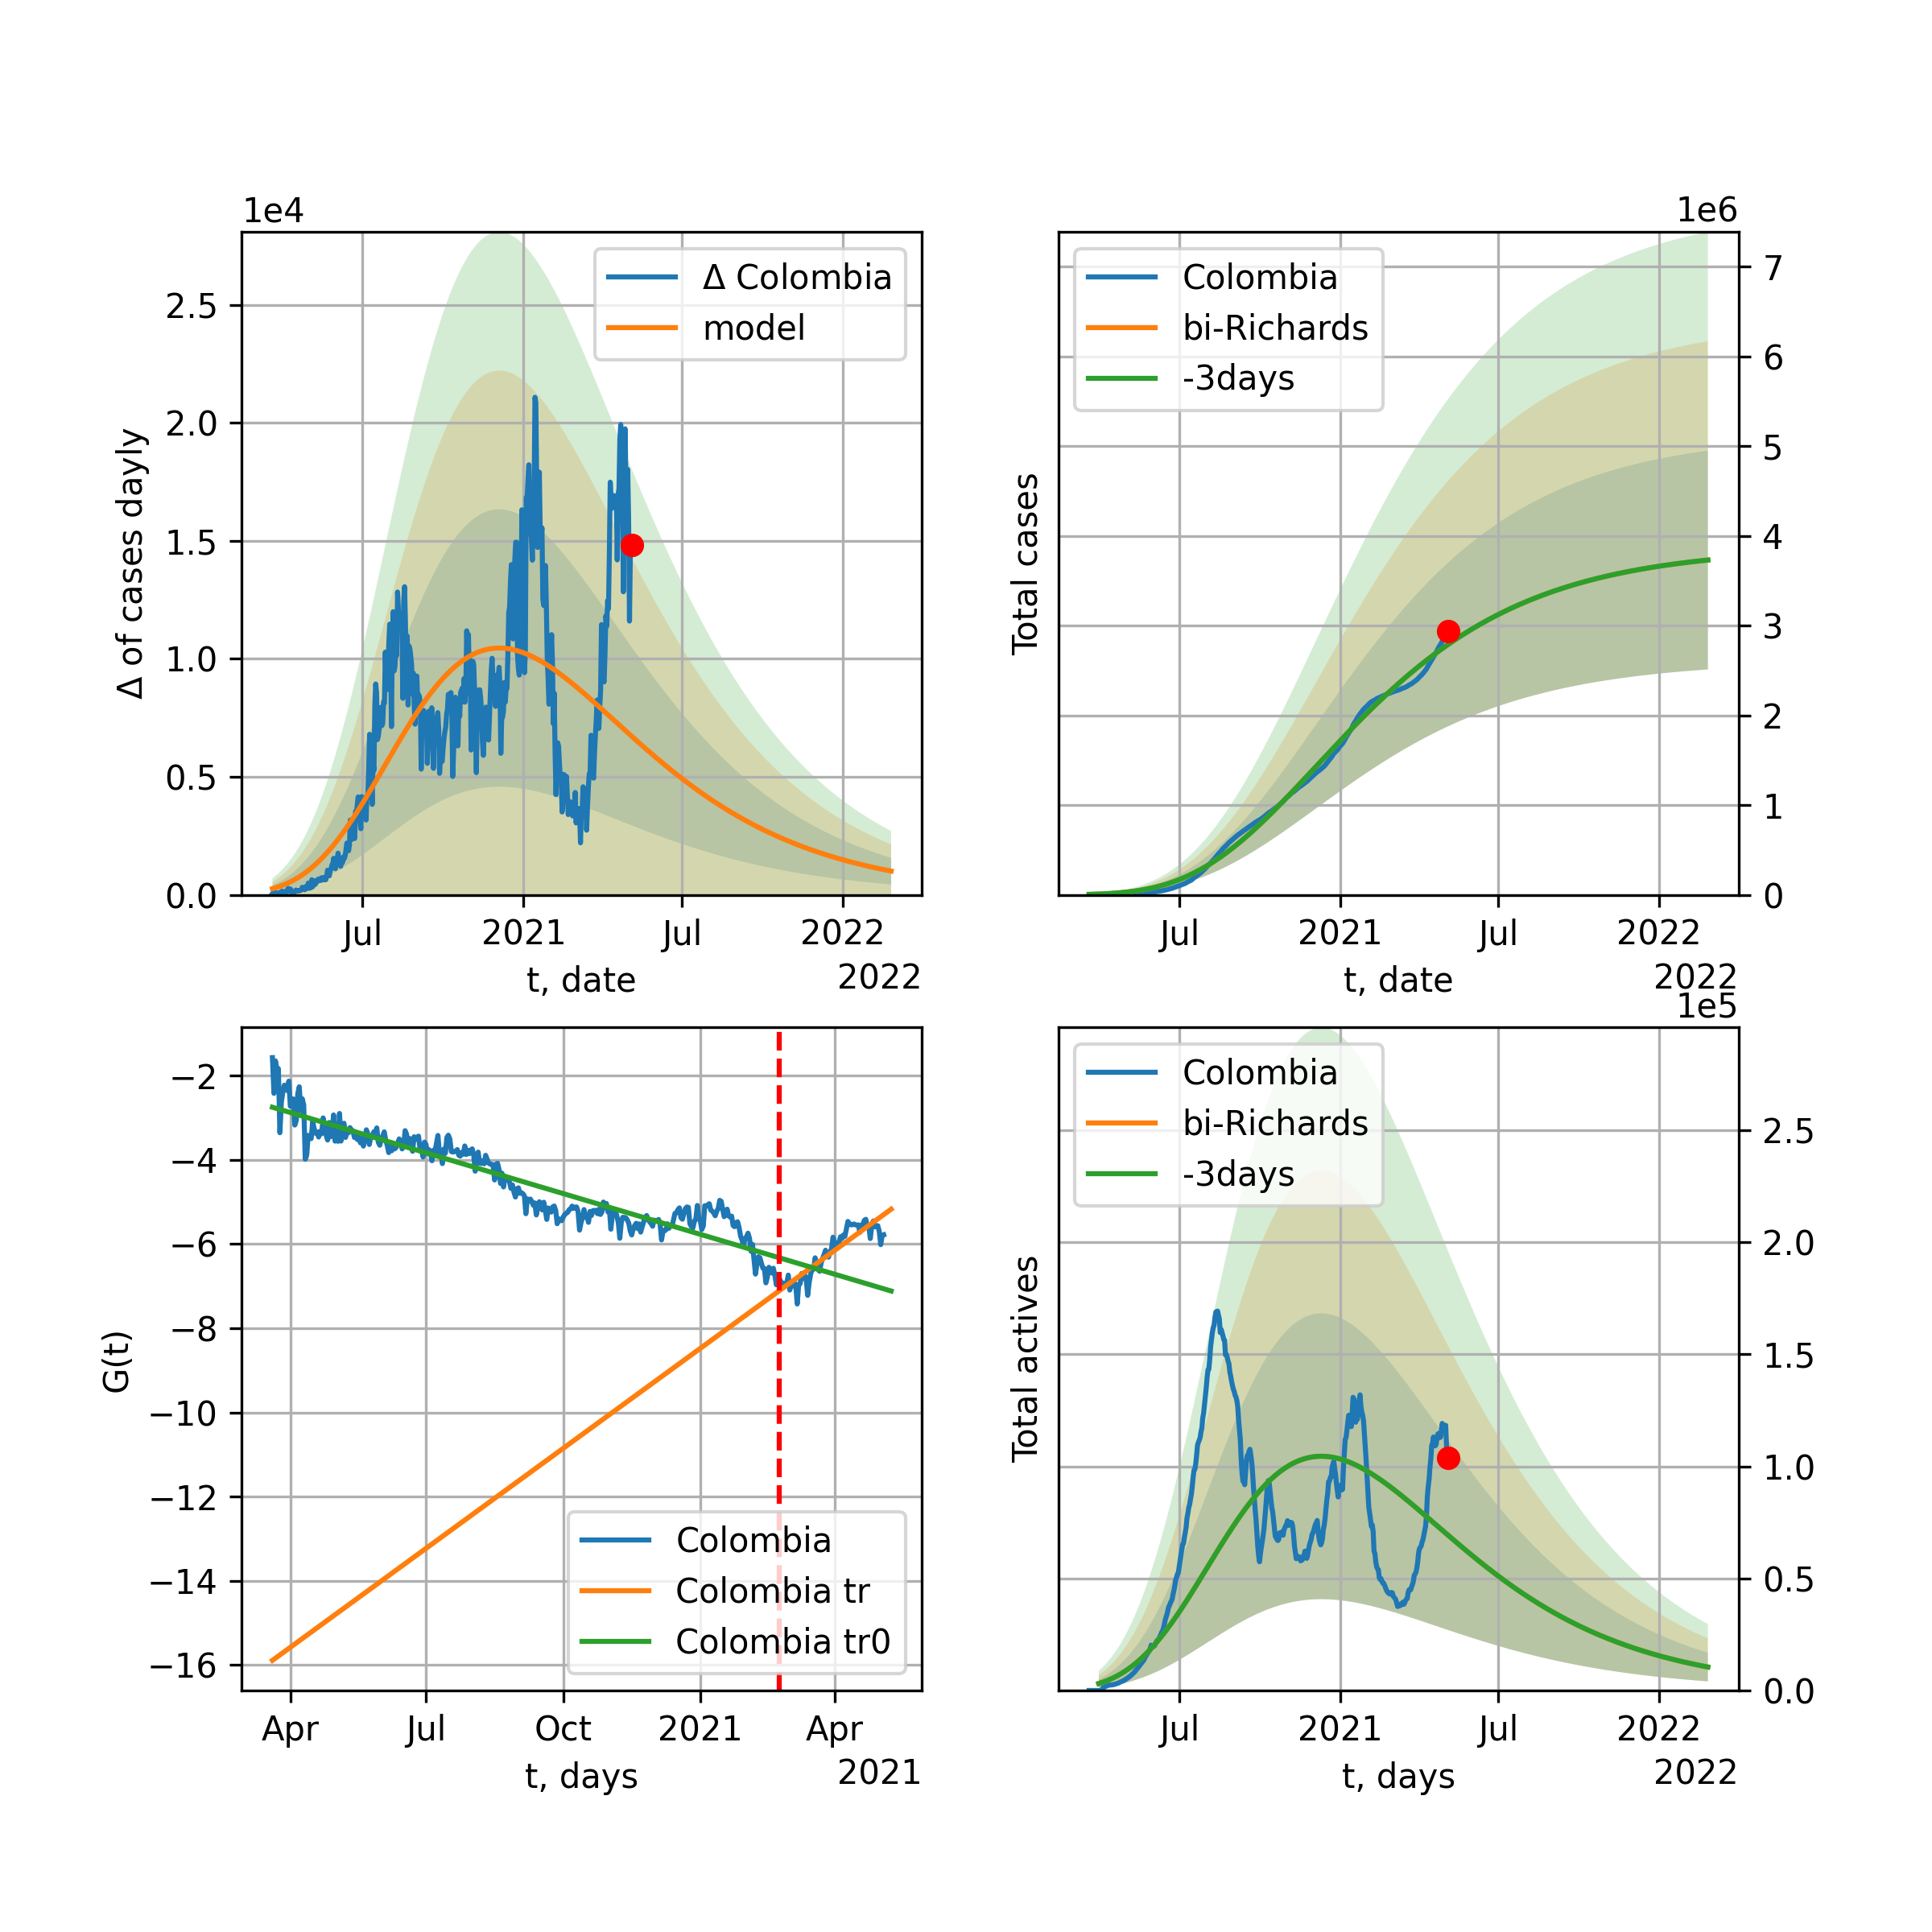 1e4
Δ of cases dayly
2.5
2.0
1.5
1.0
0.5
0.0
Δ Colombia
model
Jul 2021 Jul 2022
t, date
2022
1e6
Total cases
Colombia
bi-Richards
-3days
7
6
5
4
3
2
1
0
Jul 2021 Jul 2022
t, date
2022
G(t)
−2
−4
−6
−8
−10
−12
−14
−16
Colombia
Colombia tr
Colombia tr0
Apr Jul Oct 2021 Apr
t, days
2021
1e5
Total actives
Colombia
bi-Richards
-3days
2.5
2.0
1.5
1.0
0.5
0.0
Jul 2021 Jul 2022
t, days
2022